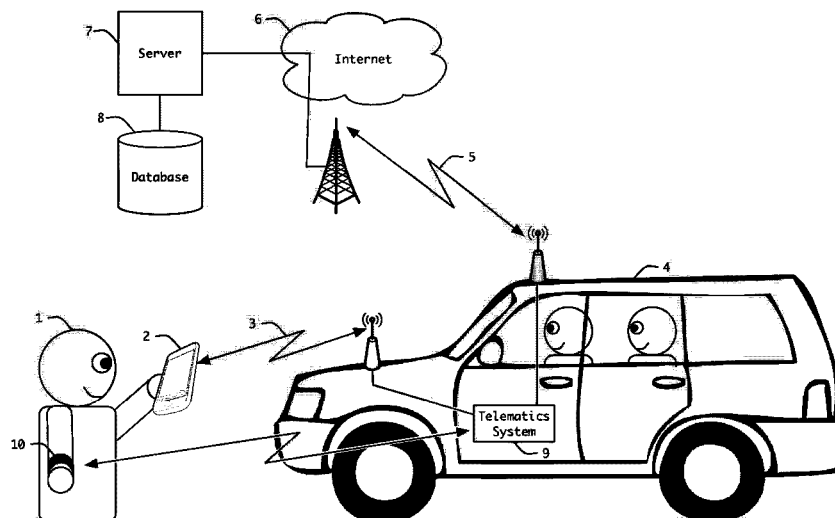 7
Server
6
Internet
8
Database
5
4
1
2
3
Telematics
System
9
10